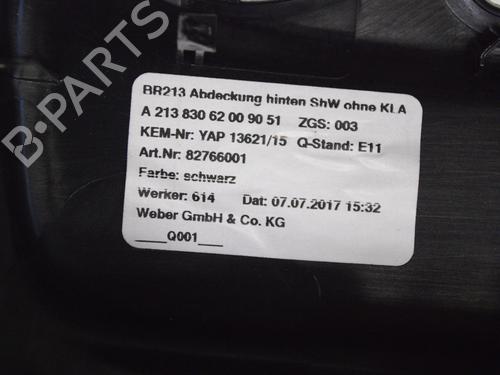 BR213 Abdeckung hinten ShW ohne KLA
A 213 830 62 00 90 51 ZGS: 003
KEM-Nr: YAP 13621/15 Q-Stand: E11
Art.Nr: 82766001
Farbe: schwarz
Werker: 614 Dat: 07.07.2017 15:32
Weber GmbH & Co. KG
____Q001___
B-PARTS